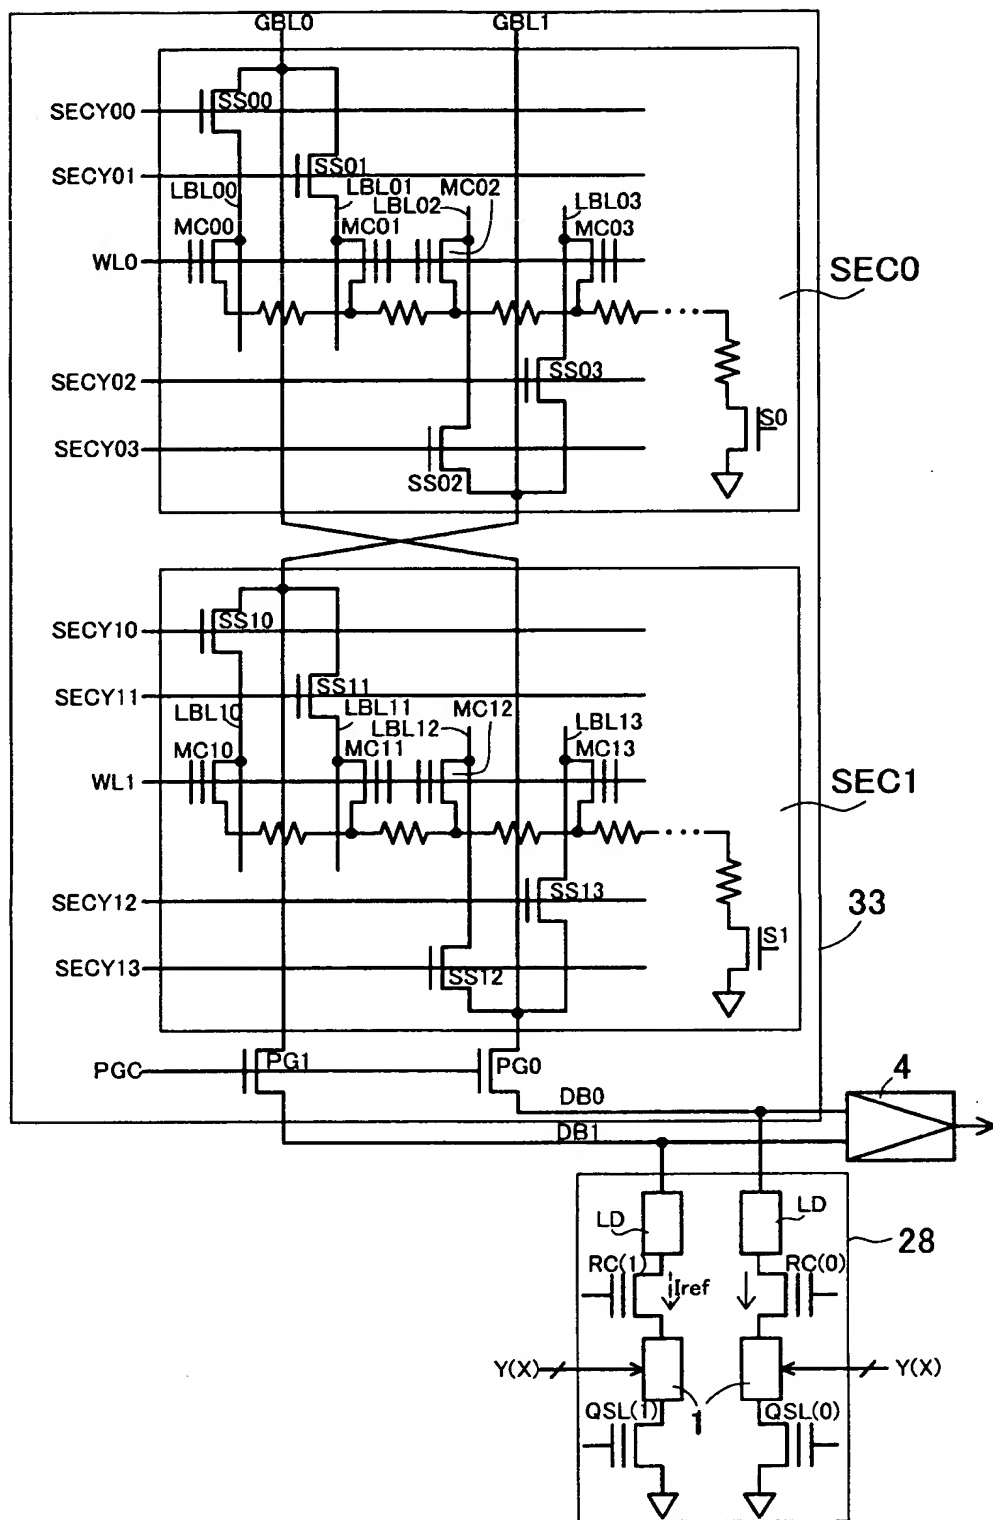 GBL0 GBL1
SECY00 SS00
SECY01 SS01
LBL00 LBL01 LBL02 MC02 LBL03
MC00 MC01 MC03
WL0
SEC0
SECY02 SS03
S0
SECY03
SS02
SECY10 SS10
SECY11 SS11
LBL10 LBL11 LBL12 MC12 LBL13
MC10 MC11 MC13
WL1
SEC1
SECY12 SS13
33
S1
SECY13 SS12
PGC PG1 PG0
4
DB0
DB1
LD LD
28
RC(1) RC(0)
Iref
Y(X) Y(X)
1
QSL(1) QSL(0)